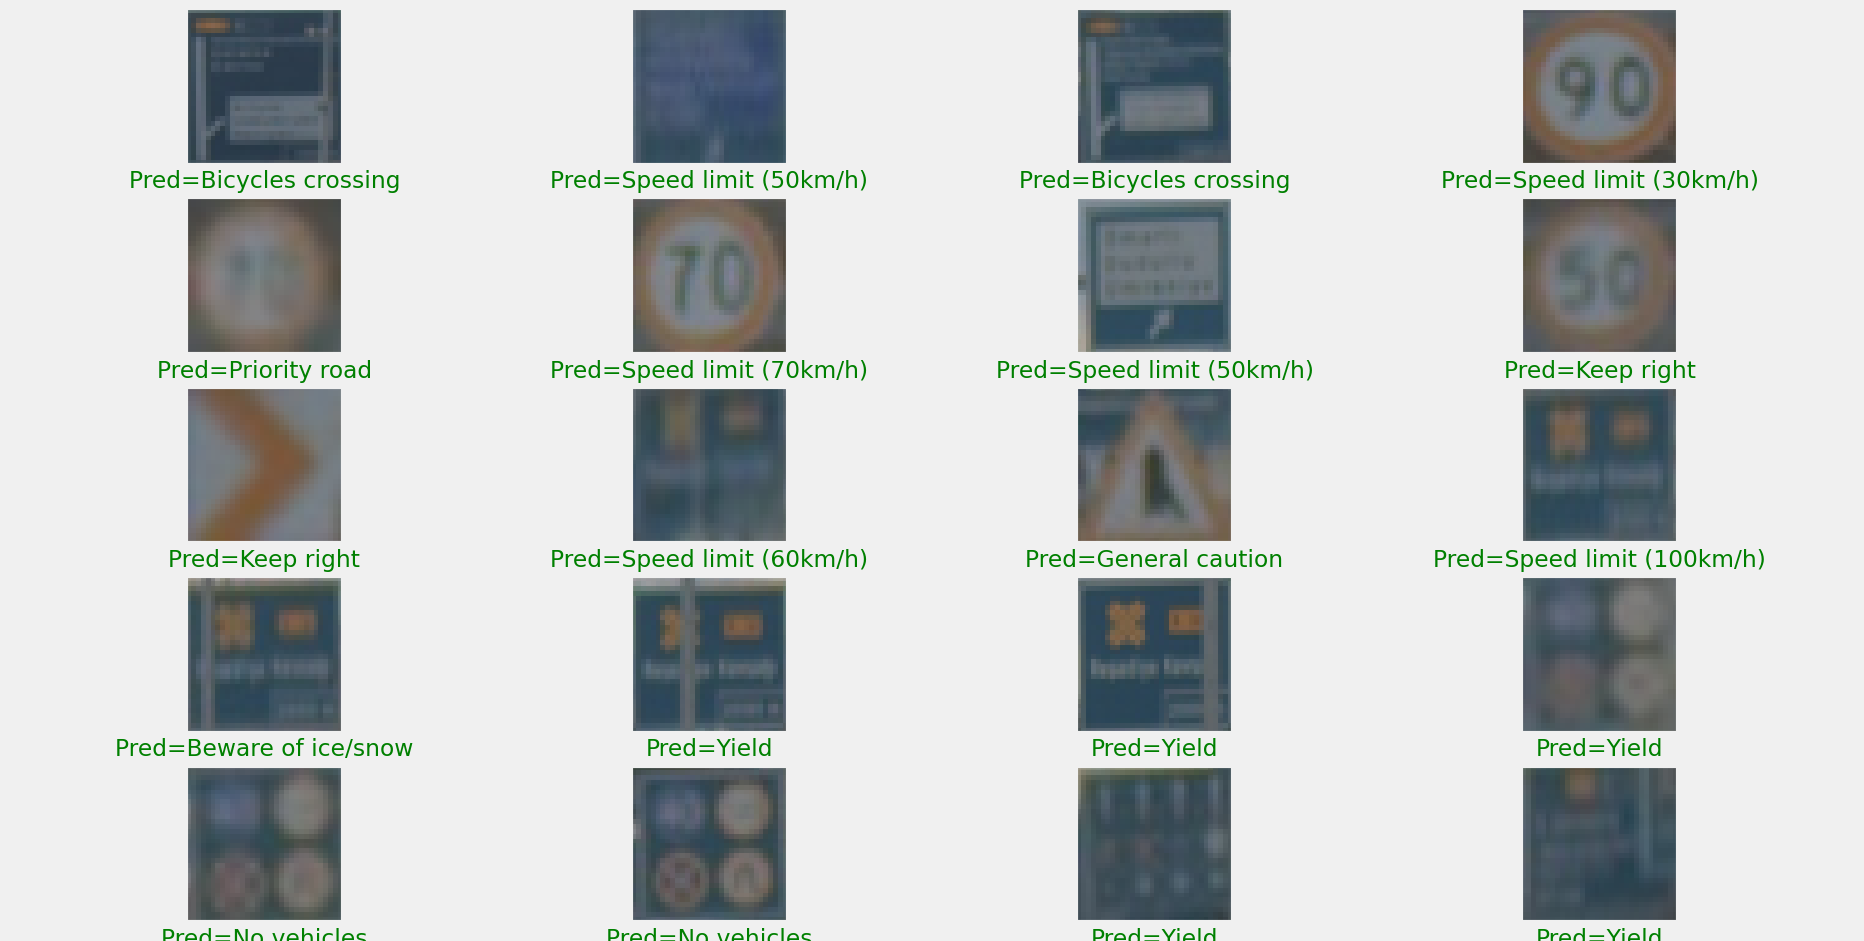 Pred=Bicycles crossing
Pred=Speed limit (50km/h)
Pred=Bicycles crossing
90
Pred=Speed limit (30km/h)
Pred=Priority road
70
Pred=Speed limit (70km/h)
Pred=Speed limit (50km/h)
50
Pred=Keep right
Pred=Keep right
Pred=Speed limit (60km/h)
Pred=General caution
Pred=Speed limit (100km/h)
Pred=Beware of ice/snow
Pred=Yield
Pred=Yield
Pred=Yield
Pred=No vehicles
Pred=No vehicles
Pred=Yield
Pred=Yield